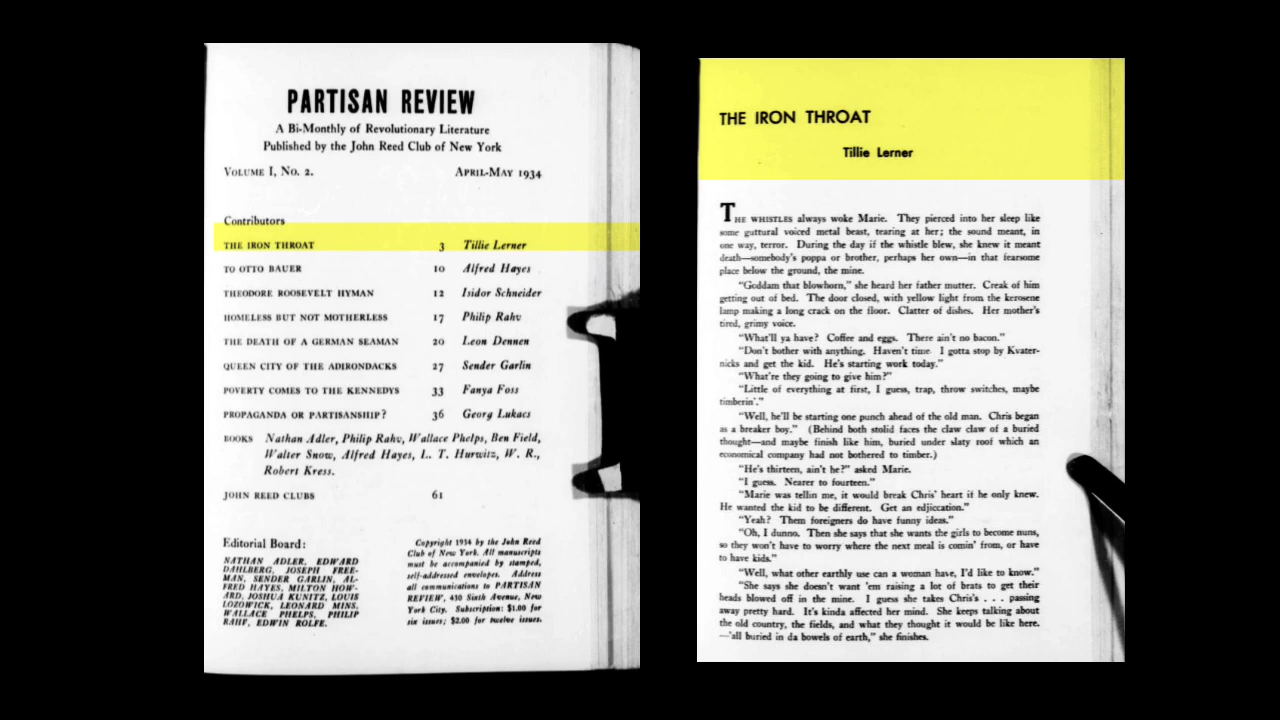 PARTISAN REVIEW
A Bi-Monthly of Revolutionary Literature
Published by the John Reed Club of New York
VOLUME I, No. 2. APRIL-MAY 1934
Contributors
THE IRON THROAT 3 Tillie Lerner
TO OTTO BAUER 10 Alfred Hayes
THEODORE ROOSEVELT HYMAN 12 Isidor Schneider
HOMELESS BUT NOT MOTHERLESS 17 Philip Rahv
THE DEATH OF A GERMAN SEAMAN 20 Leon Dennen
QUEEN CITY OF THE ADIRONDACKS 27 Sender Garlin
POVERTY COMES TO THE KENNEDYS 33 Fanya Foss
PROPAGANDA OR PARTISANSHIP? 36 Georg Lukacs
BOOKS Nathan Adler, Philip Rahv, Wallace Phelps, Ben Field,
Walter Snow, Alfred Hayes, L. T. Hurwitz, W. R.,
Robert Kress.
JOHN REED CLUBS 61
Editorial Board:
NATHAN ADLER, EDWARD
DAHLBERG, JOSEPH FREE-
MAN, SENDER GARLIN, AL-
FRED HAYES, MILTON HOW-
ARD, JOSHUA KUNITZ, LOUIS
LOZOWICK, LEONARD MINS,
WALLACE PHELPS, PHILIP
RAHV, EDWIN ROLFE.
Copyright 1934 by the John Reed
Club of New York. All manuscripts
must be accompanied by stamped,
self-addressed envelopes. Address
all communications to PARTISAN
REVIEW, 430 Sixth Avenue, New
York City. Subscription: $1.00 for
six issues; $2.00 for twelve issues.
THE IRON THROAT
Tillie Lerner
THE WHISTLES always woke Marie. They pierced into her sleep like
some guttural voiced metal beast, tearing at her; the sound meant, in
one way, terror. During the day if the whistle blew, she knew it meant
death—somebody's poppa or brother, perhaps her own—in that fearsome
place below the ground, the mine.
"Goddam that blowhorn," she heard her father mutter. Creak of him
getting out of bed. The door closed, with yellow light from the kerosene
lamp making a long crack on the floor. Clatter of dishes. Her mother's
tired, grimy voice.
"What'll ya have? Coffee and eggs. There ain't no bacon."
"Don't bother with anything. Haven't time. I gotta stop by Kvater-
nicks and get the kid. He's starting work today."
"What're they going to give him?"
"Little of everything at first, I guess, trap, throw switches, maybe
timberin'."
"Well, he'll be starting one punch ahead of the old man. Chris began
as a breaker boy." (Behind both stolid faces the claw claw of a buried
thought—and maybe finish like him, buried under slaty roof which an
economical company had not bothered to timber.)
"He's thirteen, ain't he?" asked Marie.
"I guess. Nearer to fourteen."
"Marie was tellin me, it would break Chris' heart if he only knew.
He wanted the kid to be different. Get an edjiccation."
"Yeah? Them foreigners do have funny ideas."
"Oh, I dunno. Then she says that she wants the girls to become nuns,
so they won't have to worry where the next meal is comin' from, or have
to have kids."
"Well, what other earthly use can a woman have, I'd like to know."
"She says she doesn't want 'em raising a lot of brats to get their
heads blowed off in the mine. I guess she takes Chris's . . . passing
away pretty hard. It's kinda affected her mind. She keeps talking about
the old country, the fields, and what they thought it would be like here.
—'all buried in da bowels of earth," she finishes.